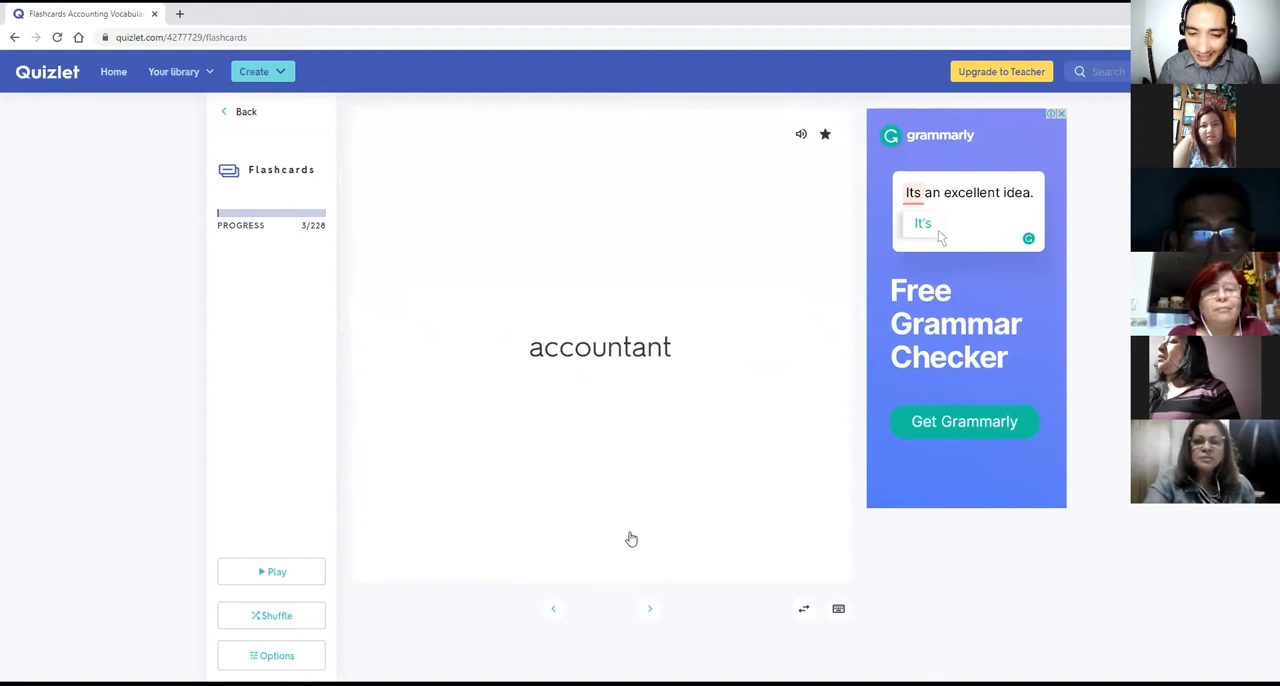 Flashcards Accounting Vocabula
quizlet.com/4277729/flashcards
Quizlet
Home
Your library
Create
Upgrade to Teacher
Search
Back
Flashcards
PROGRESS 3/228
accountant
grammarly
Its an excellent idea.
It's
Free
Grammar
Checker
Get Grammarly
Play
Shuffle
Options